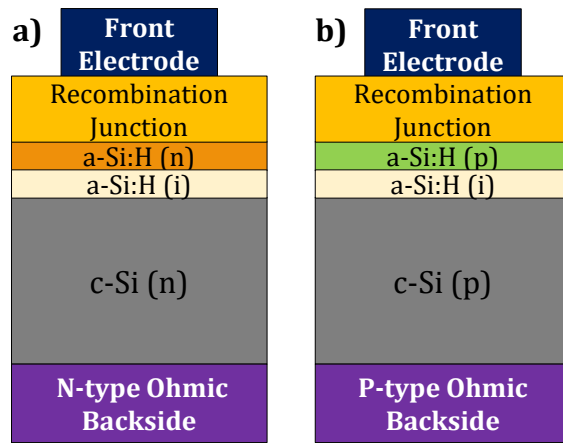 a)
Front
Electrode
Recombination
Junction
a-Si:H (n)
a-Si:H (i)
c-Si (n)
N-type Ohmic
Backside
b)
Front
Electrode
Recombination
Junction
a-Si:H (p)
a-Si:H (i)
c-Si (p)
P-type Ohmic
Backside